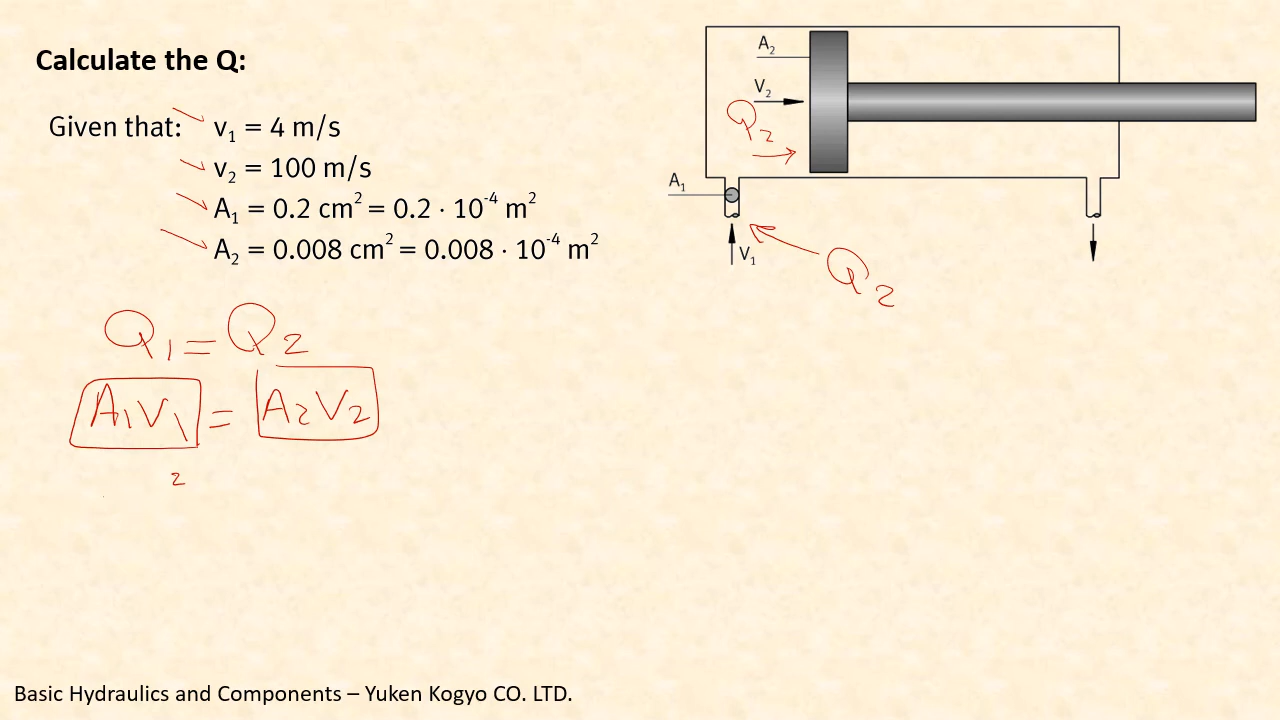 Calculate the Q:
Given that: v₁ = 4 m/s
v₂ = 100 m/s
A₁ = 0.2 cm² = 0.2 · 10⁻⁴ m²
A₂ = 0.008 cm² = 0.008 · 10⁻⁴ m²
Q₁ = Q₂
A₁V₁ = A₂V₂
2
A₂
V₂
Q₂
A₁
V₁
Q₂
Basic Hydraulics and Components – Yuken Kogyo CO. LTD.